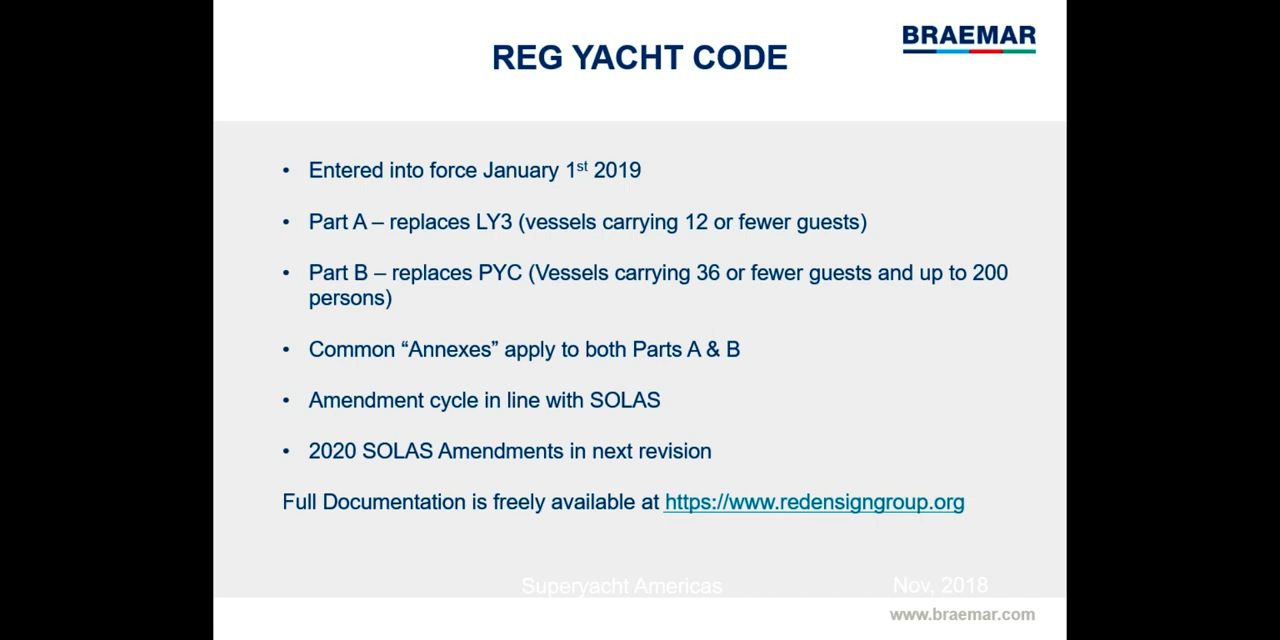 BRAEMAR
REG YACHT CODE
• Entered into force January 1st 2019
• Part A – replaces LY3 (vessels carrying 12 or fewer guests)
• Part B – replaces PYC (Vessels carrying 36 or fewer guests and up to 200
persons)
• Common “Annexes” apply to both Parts A & B
• Amendment cycle in line with SOLAS
• 2020 SOLAS Amendments in next revision
Full Documentation is freely available at https://www.redensigngroup.org
Superyacht Americas
Nov, 2018
www.braemar.com